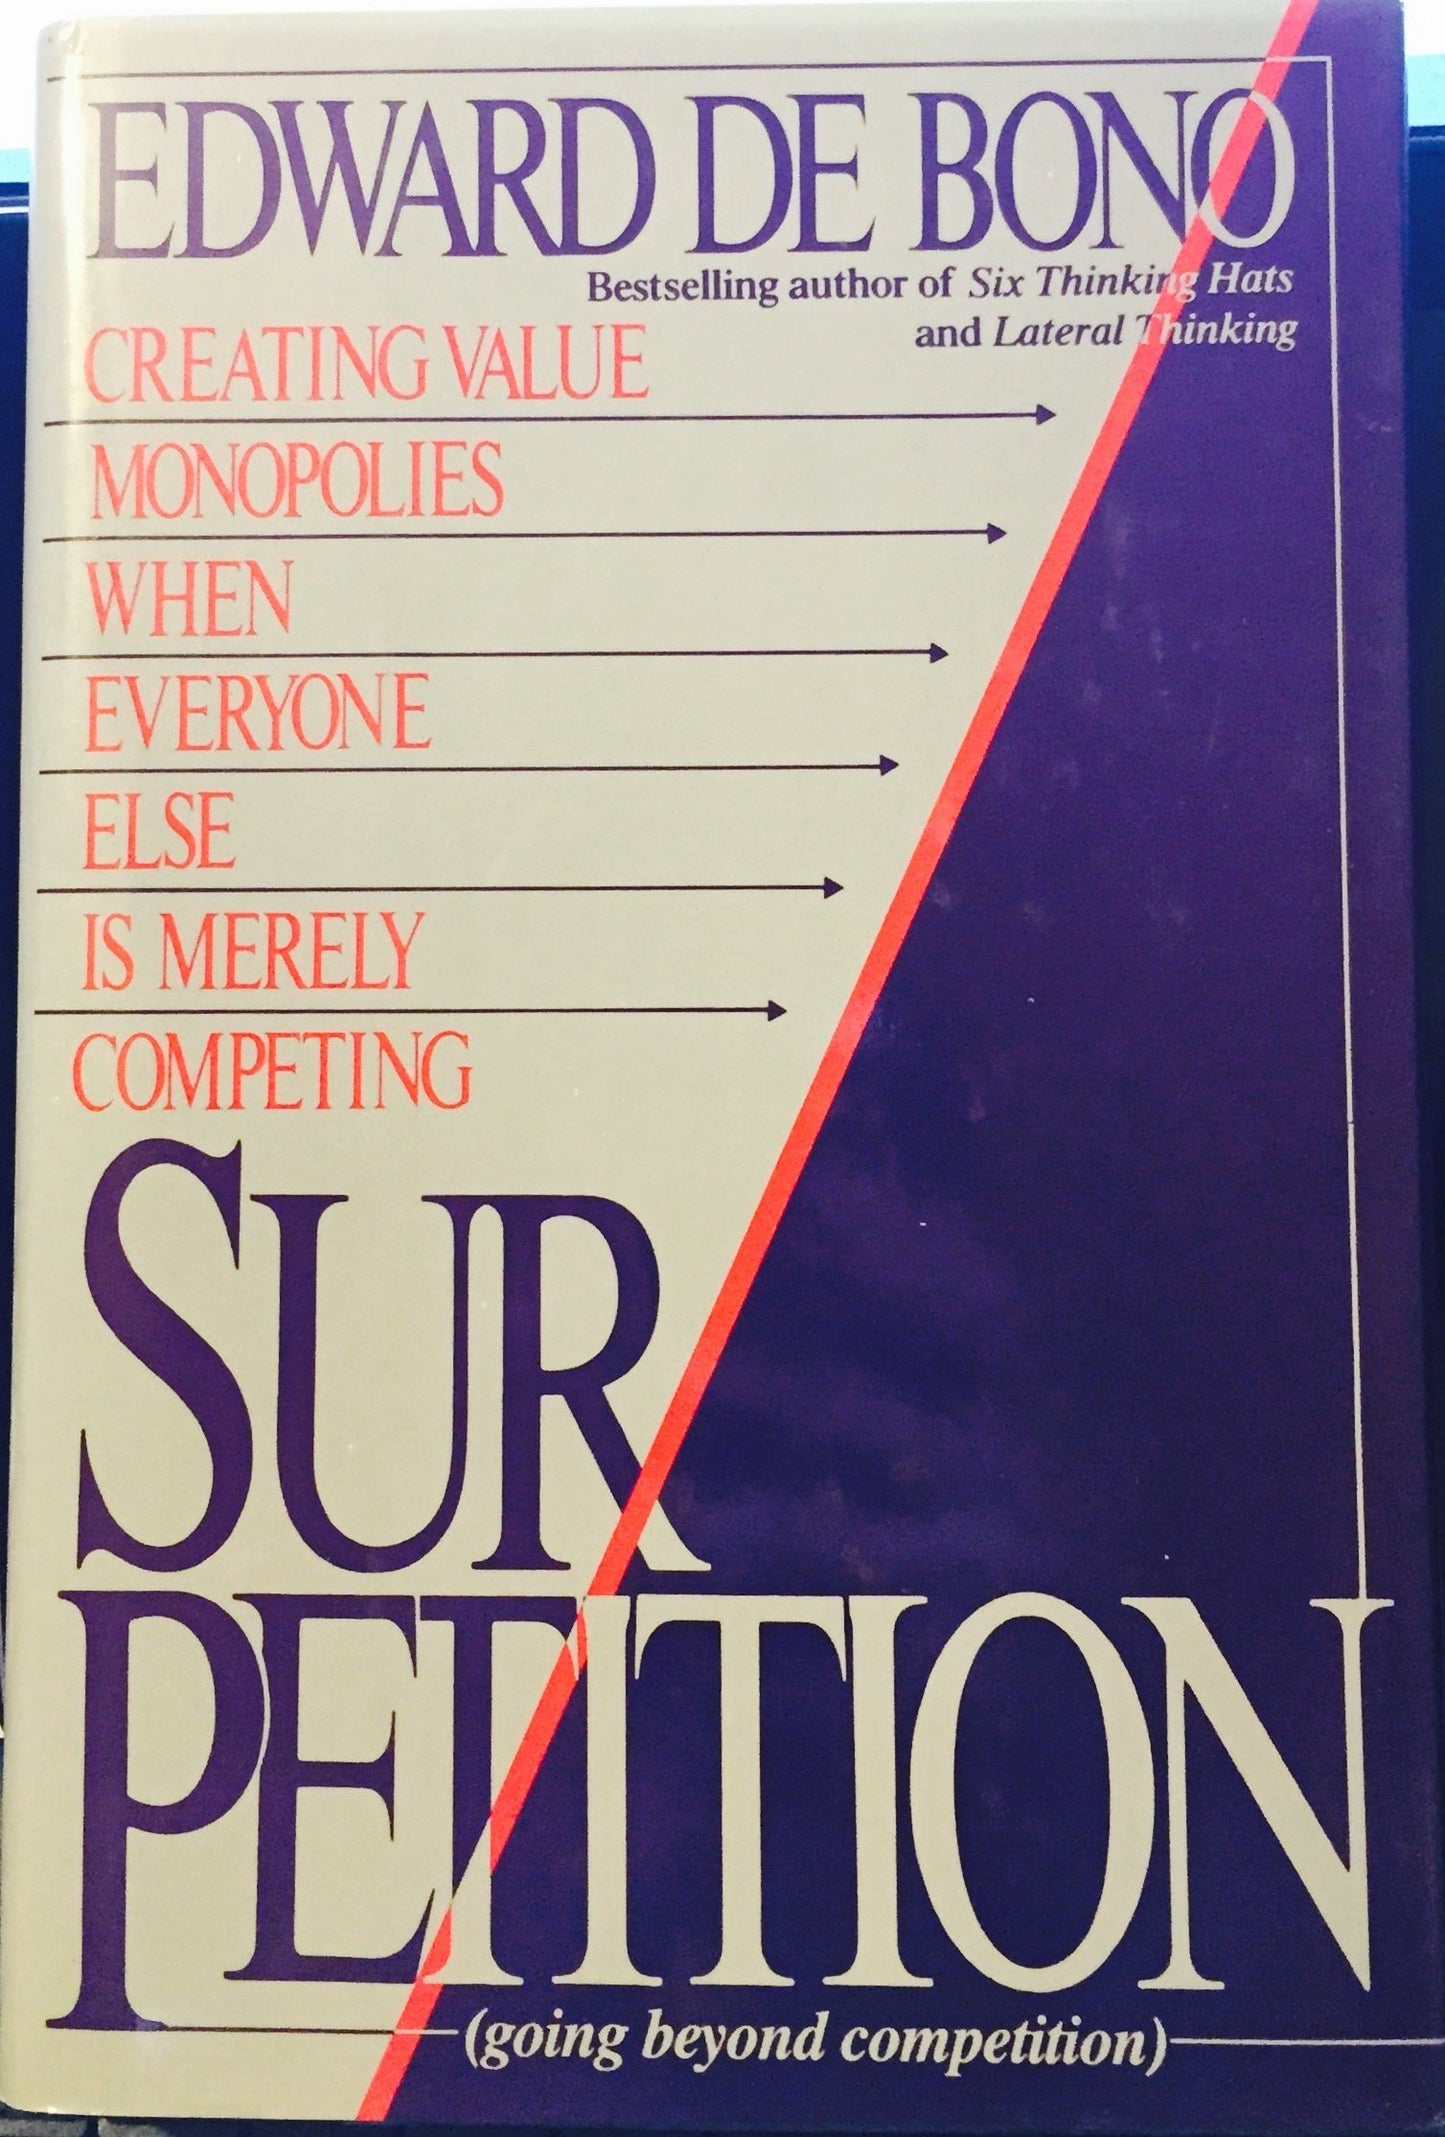 EDWARD DE BONO
Bestselling author of Six Thinking Hats
and Lateral Thinking
CREATING VALUE
MONOPOLIES
WHEN
EVERYONE
ELSE
IS MERELY
COMPETING
SUR
PETITION
(going beyond competition)